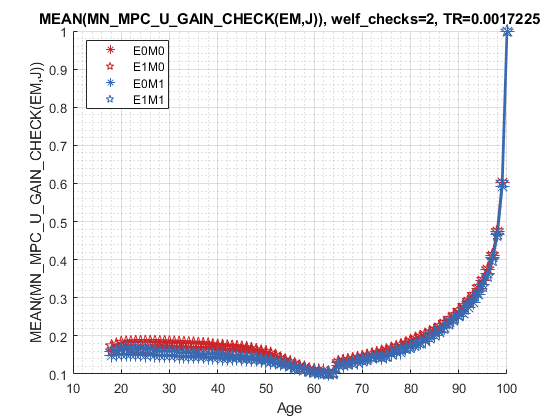 MEAN(MN_MPC_U_GAIN_CHECK(EM,J)), welf_checks=2, TR=0.0017225
MEAN(MN_MPC_U_GAIN_CHECK(EM,J))
1
0.9
0.8
0.7
0.6
0.5
0.4
0.3
0.2
0.1
E0M0
E1M0
E0M1
E1M1
10 20 30 40 50 60 70 80 90 100
Age